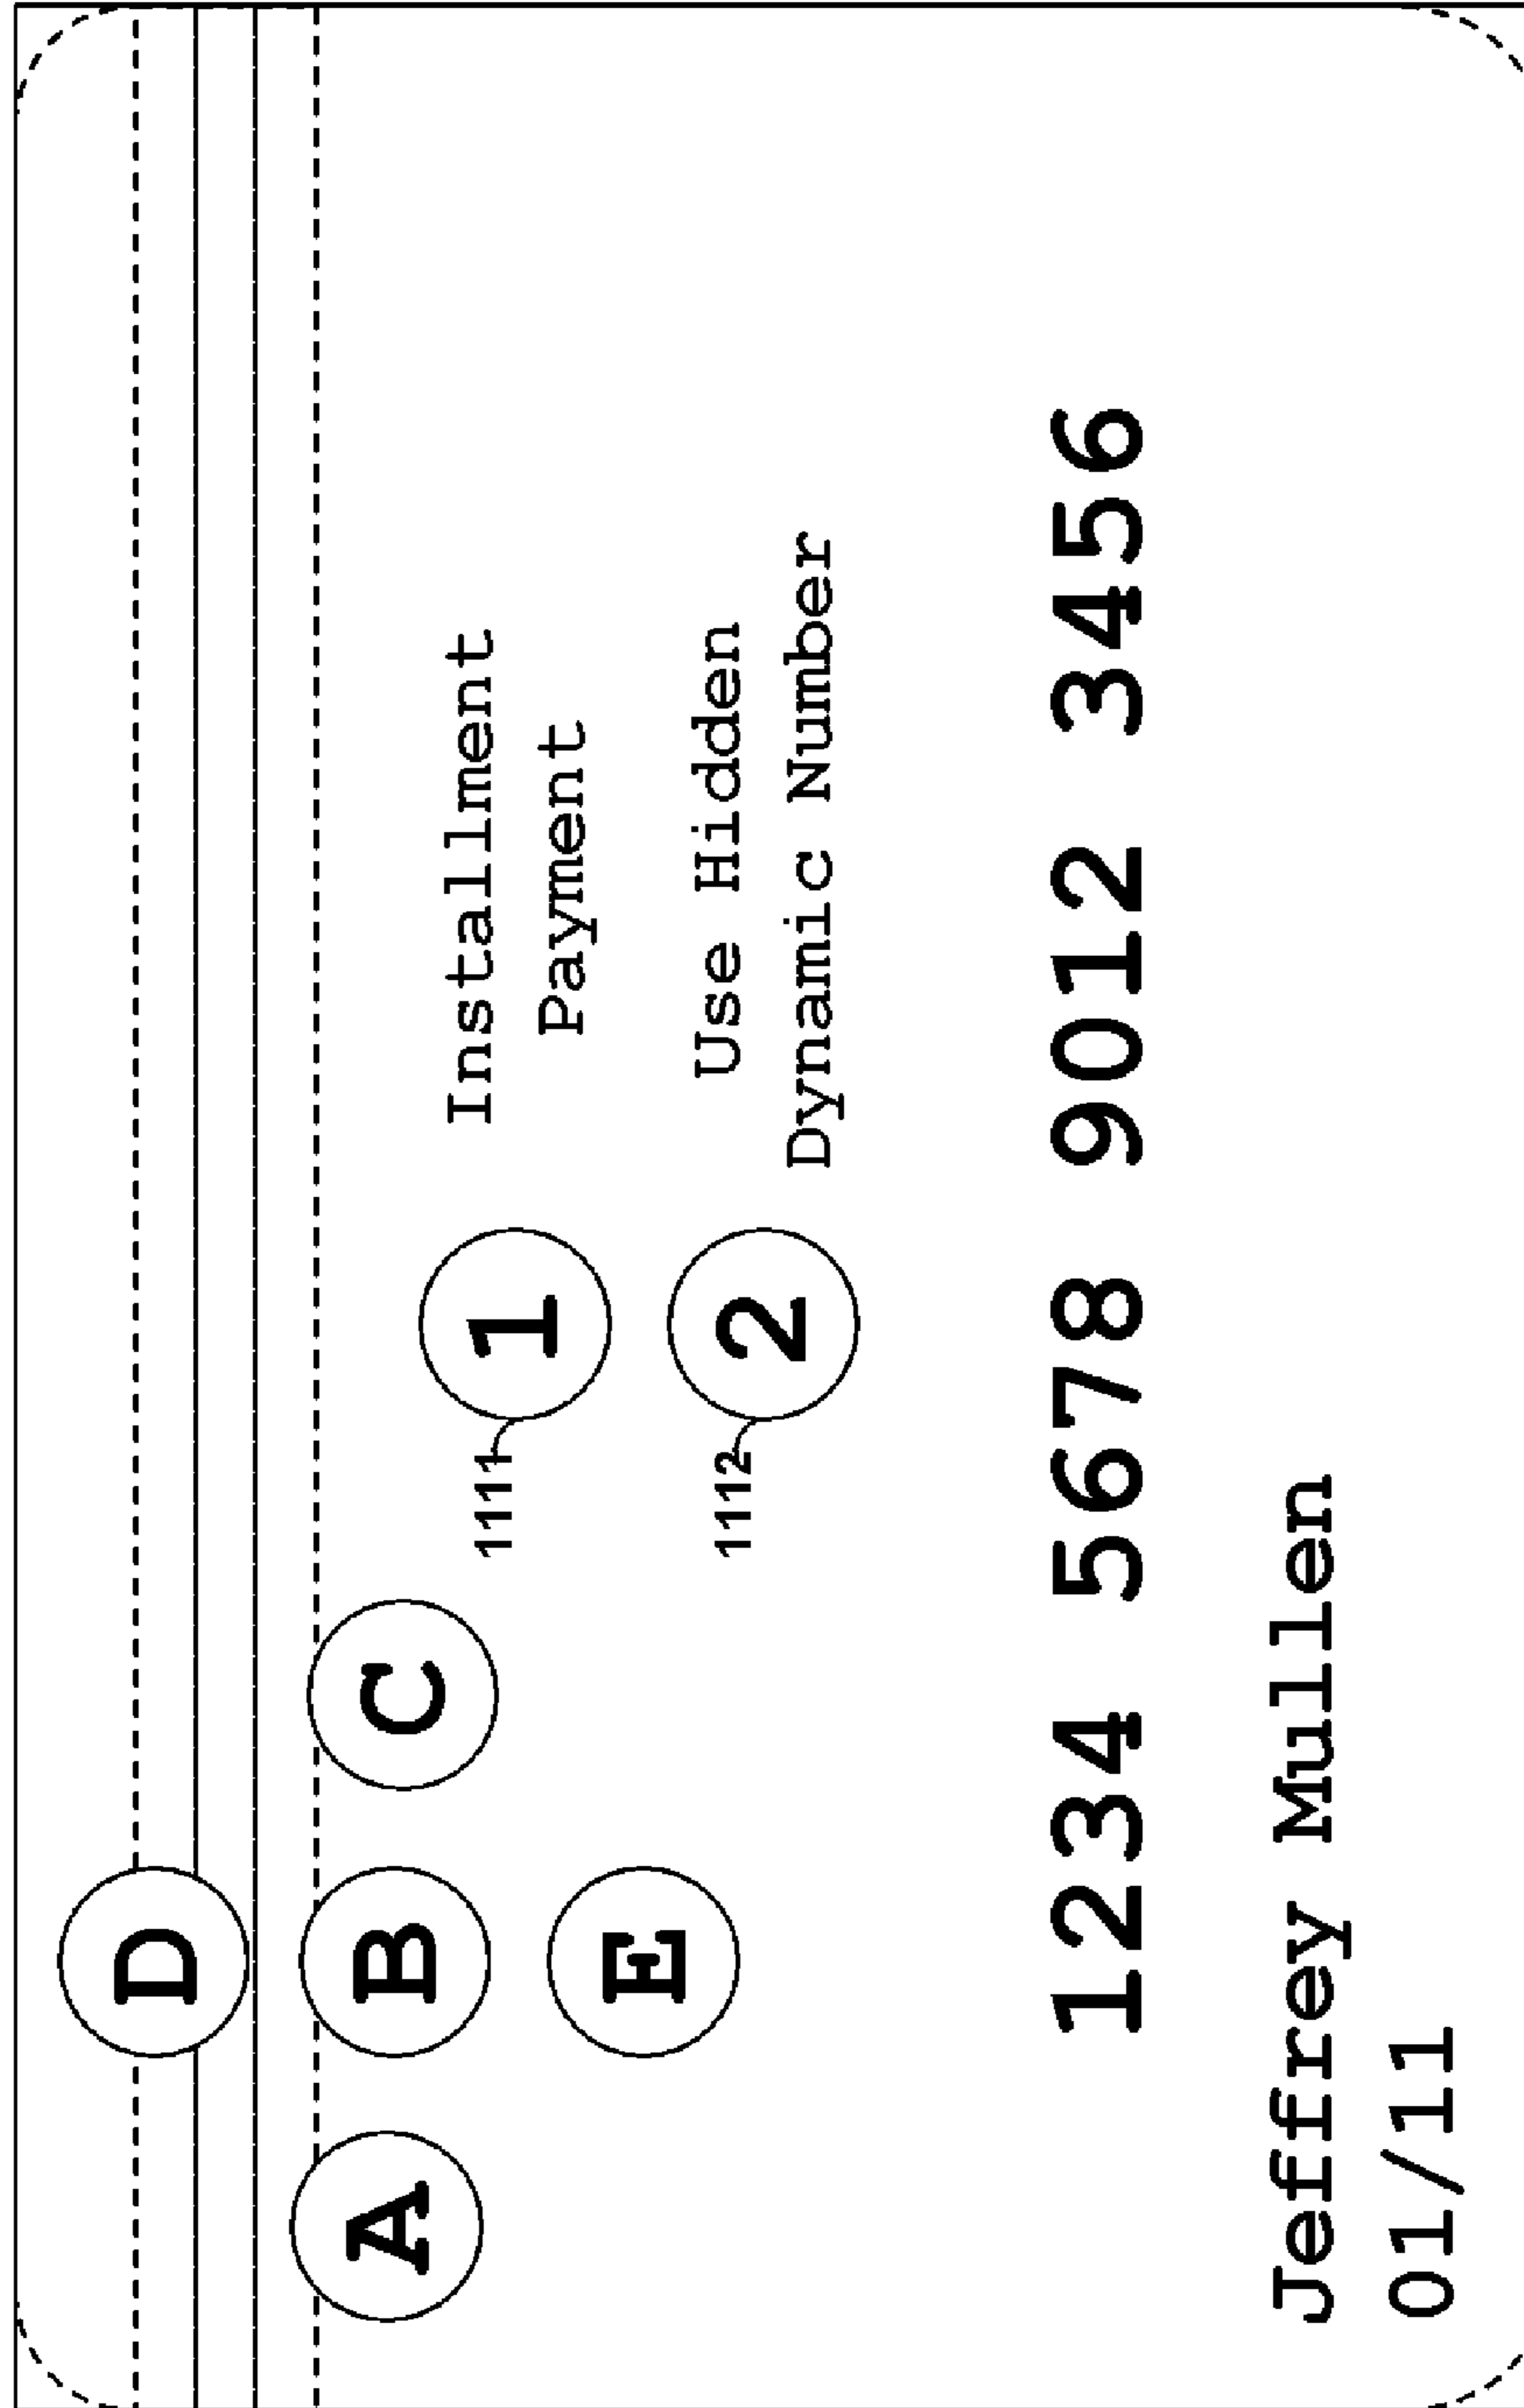 D
A B C
E
1111 1 Installment
Payment
1112 2 Use Hidden
Dynamic Number
1234 5678 9012 3456
Jeffrey Mullen
01/11